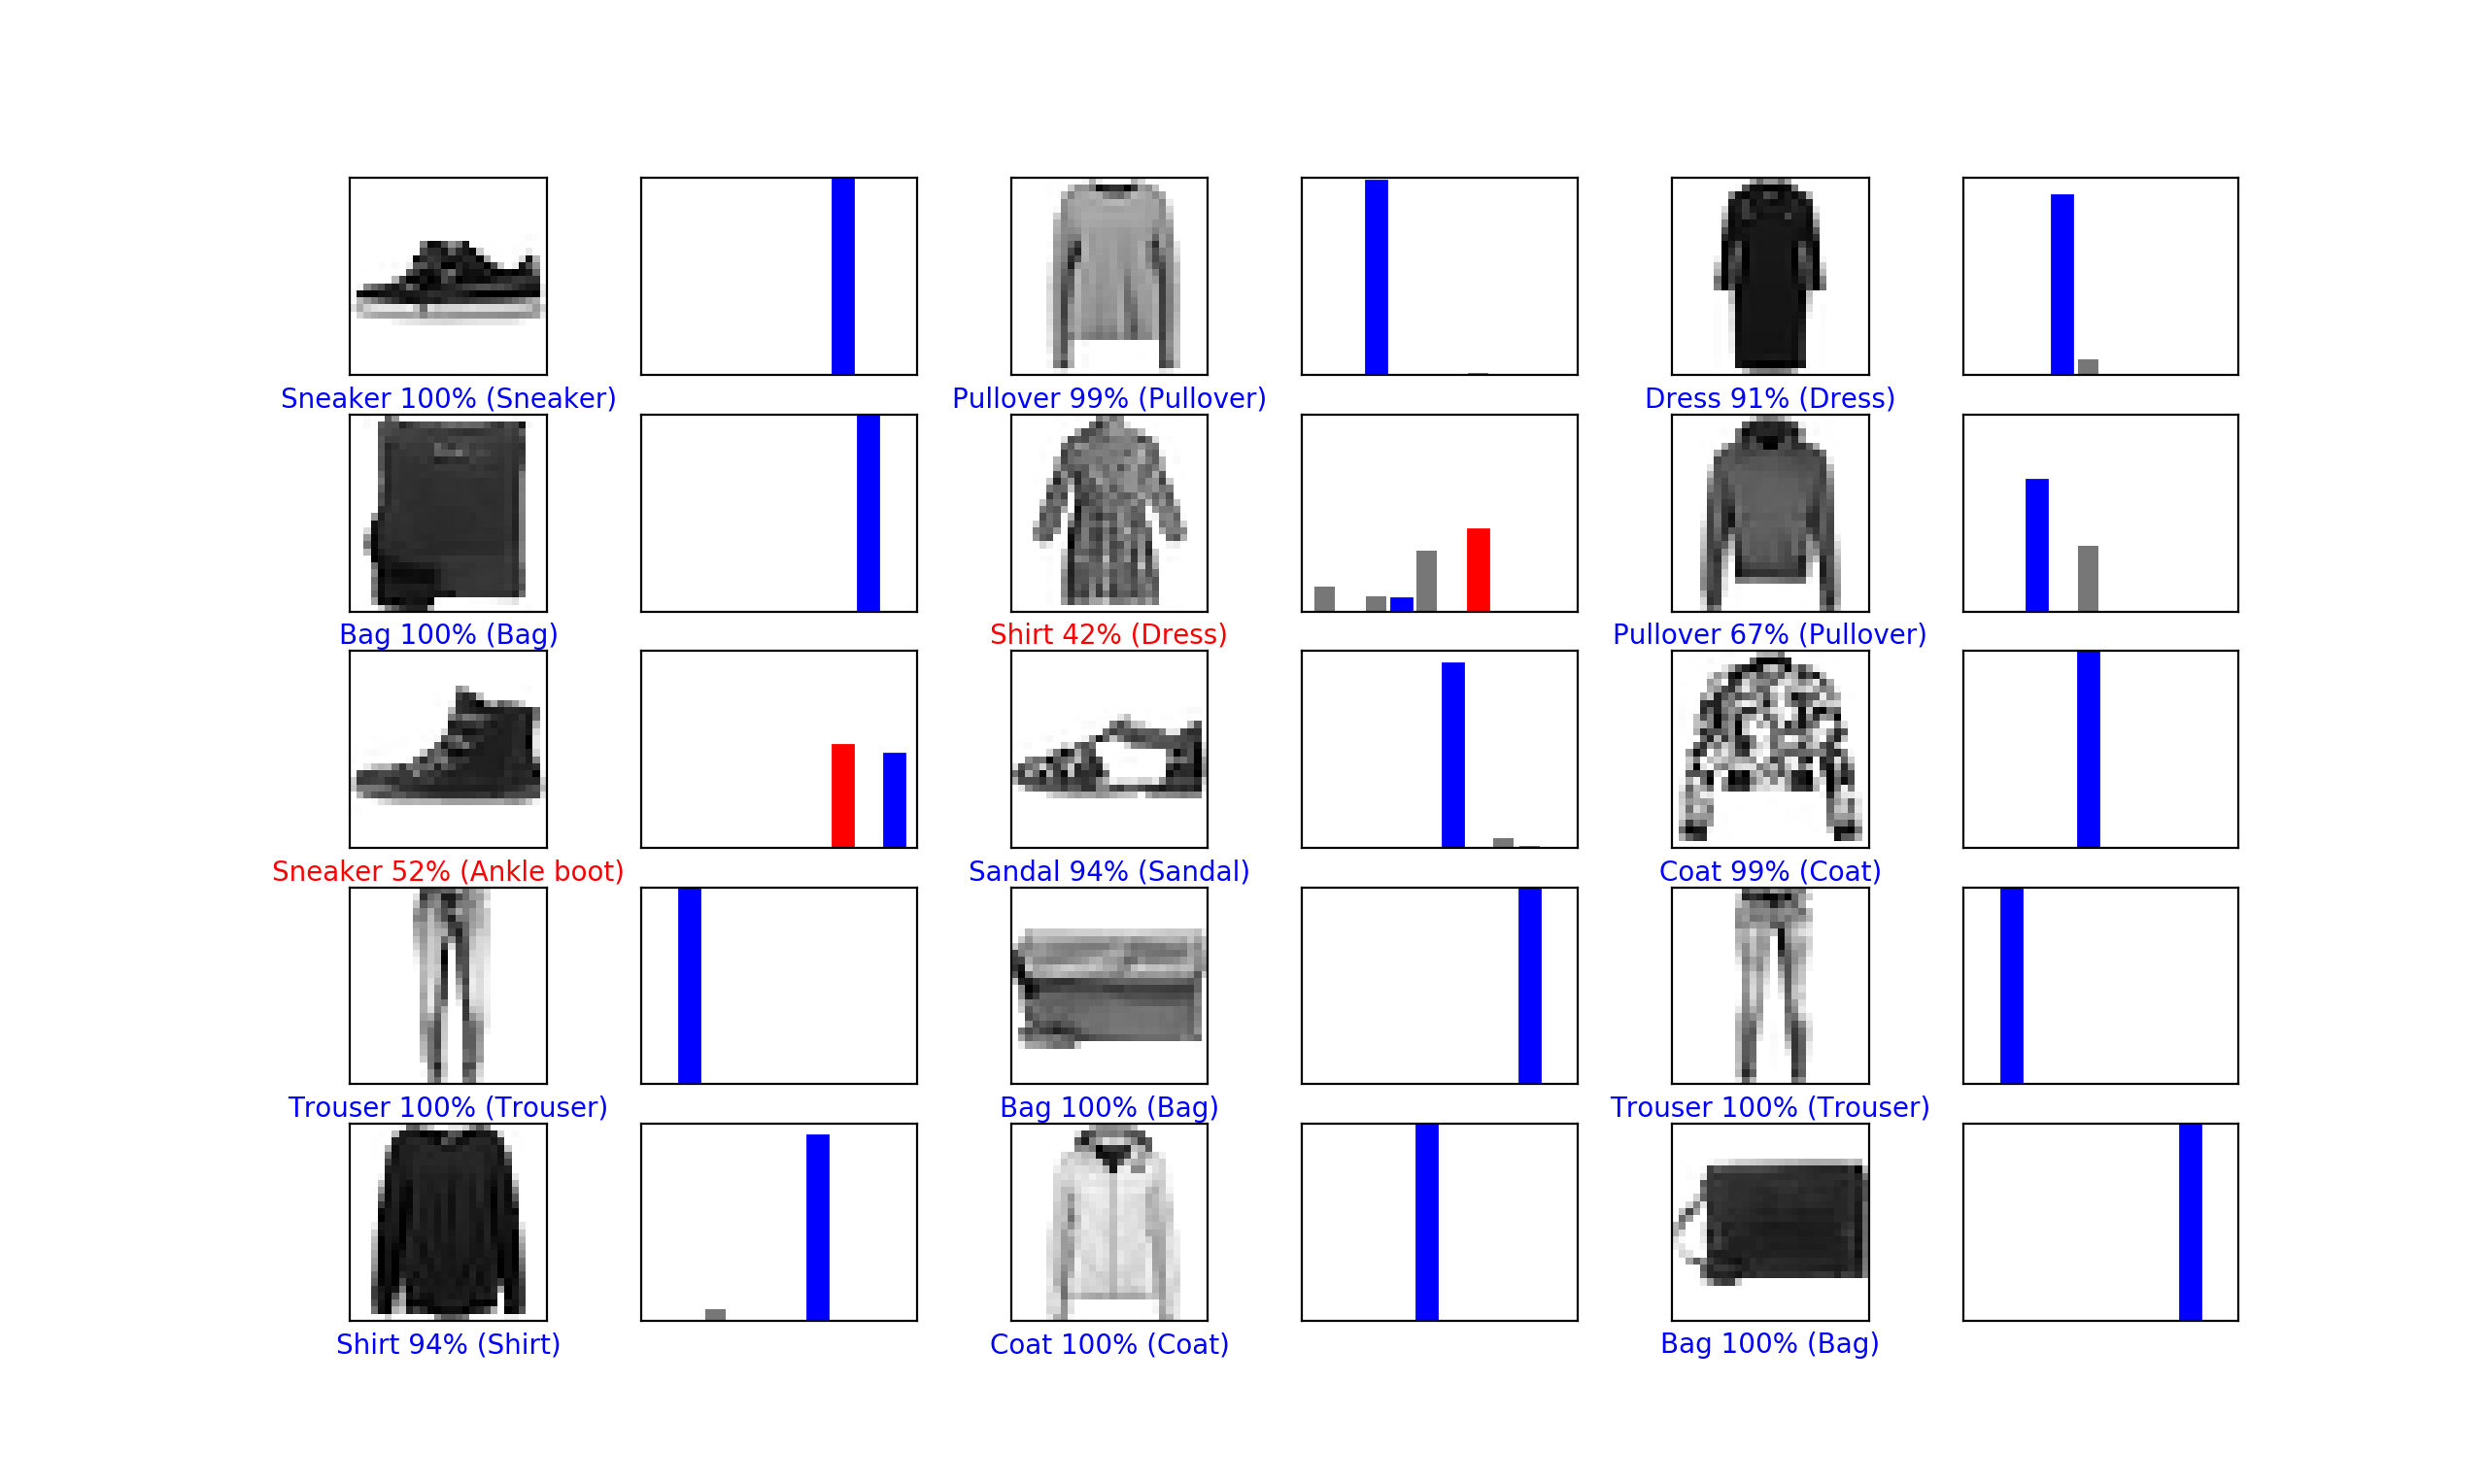 Sneaker 100% (Sneaker)
Pullover 99% (Pullover)
Dress 91% (Dress)
Bag 100% (Bag)
Shirt 42% (Dress)
Pullover 67% (Pullover)
Sneaker 52% (Ankle boot)
Sandal 94% (Sandal)
Coat 99% (Coat)
Trouser 100% (Trouser)
Bag 100% (Bag)
Trouser 100% (Trouser)
Shirt 94% (Shirt)
Coat 100% (Coat)
Bag 100% (Bag)